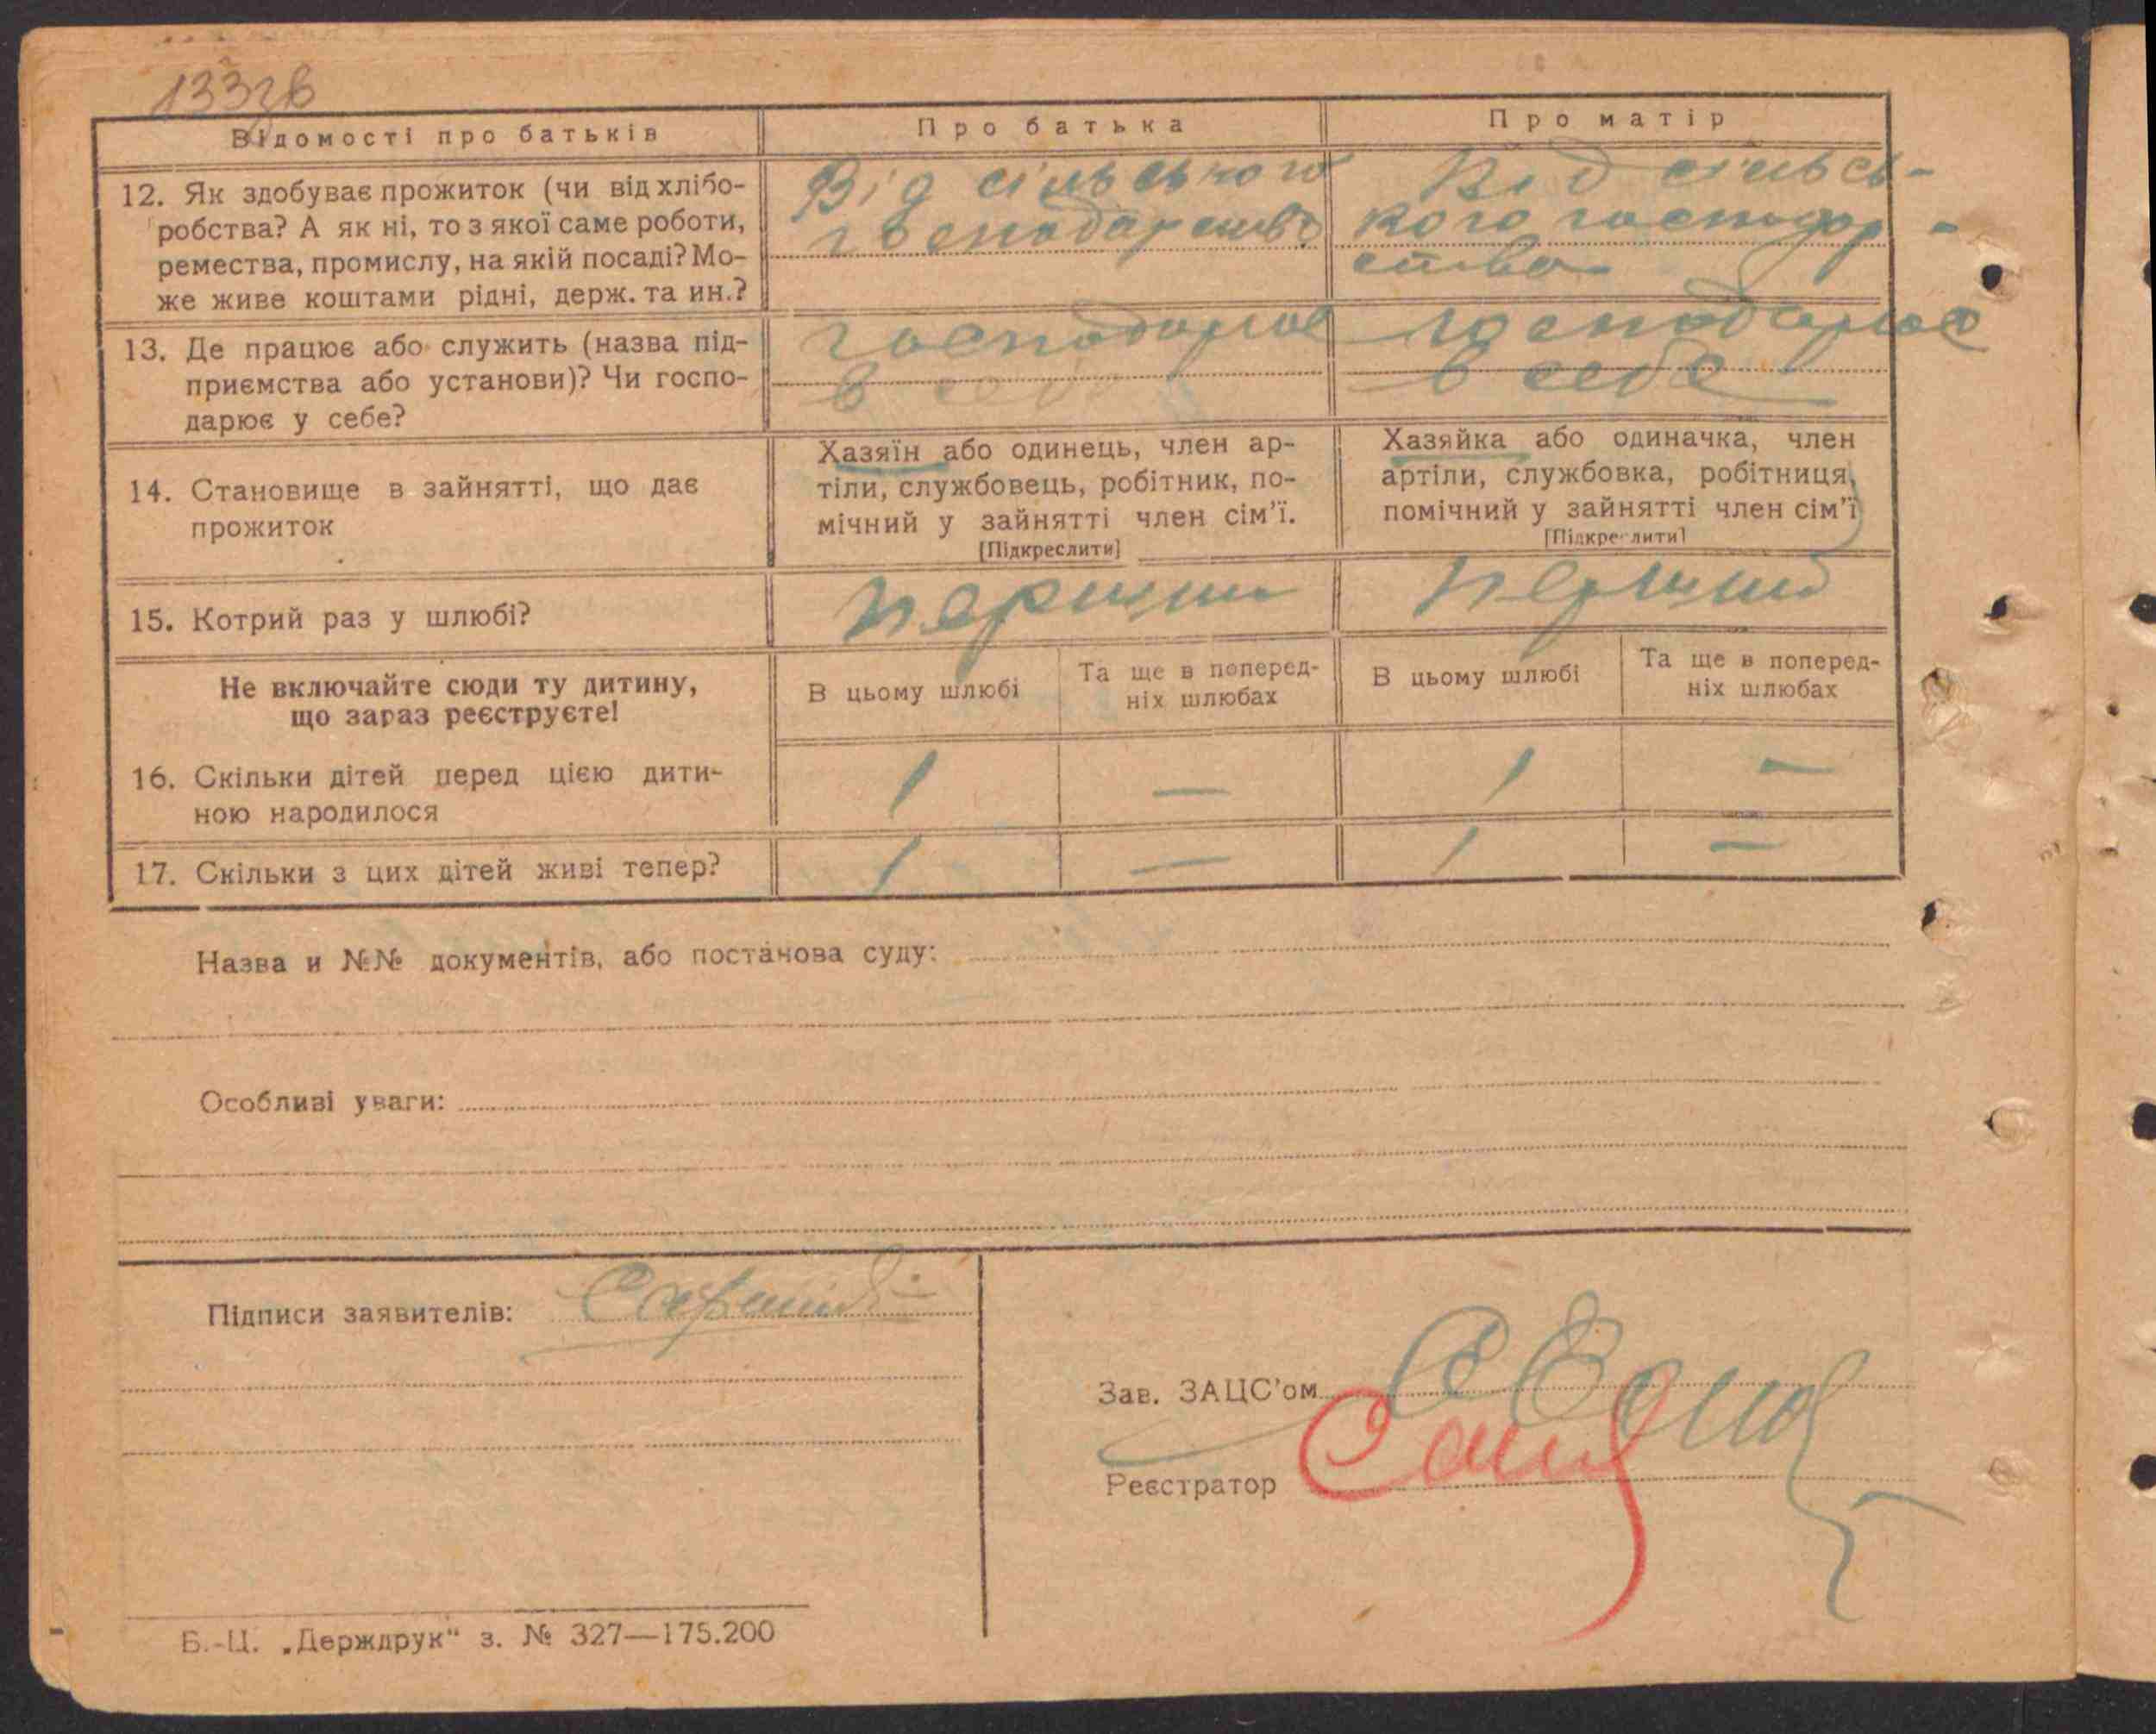 133зв
Відомості про батьків
Про батька
Про матір
12. Як здобуває прожиток (чи від хлібо-
робства? А як ні, то з якої саме роботи,
ремества, промислу, на якій посаді? Мо-
же живе коштами рідні, держ. та ин.?
Від сільського
господарства
Від сільсь-
кого господар-
ства
13. Де працює або служить (назва під-
приємства або установи)? Чи госпо-
дарює у себе?
господарює
в себе
господарює
в себе
14. Становище в зайнятті, що дає
прожиток
Хазяїн або одинець, член ар-
тіли, службовець, робітник, по-
мічний у зайнятті член сім'ї.
[Підкреслити]
Хазяйка або одиначка, член
артіли, службовка, робітниця,
помічний у зайнятті член сім'ї
[Підкреслити]
15. Котрий раз у шлюбі?
перший
перший
Не включайте сюди ту дитину,
що зараз реєструєте!
В цьому шлюбі
Та ще в поперед-
ніх шлюбах
В цьому шлюбі
Та ще в поперед-
ніх шлюбах
16. Скільки дітей перед цією дити-
ною народилося
1 — 1 —
17. Скільки з цих дітей живі тепер?
1 — 1 —
Назва и №№ документів, або постанова суду:
Особливі уваги:
Підписи заявителів:
Зав. ЗАЦС'ом
Реєстратор
Б.-Ц. „Держдрук" з. № 327—175.200